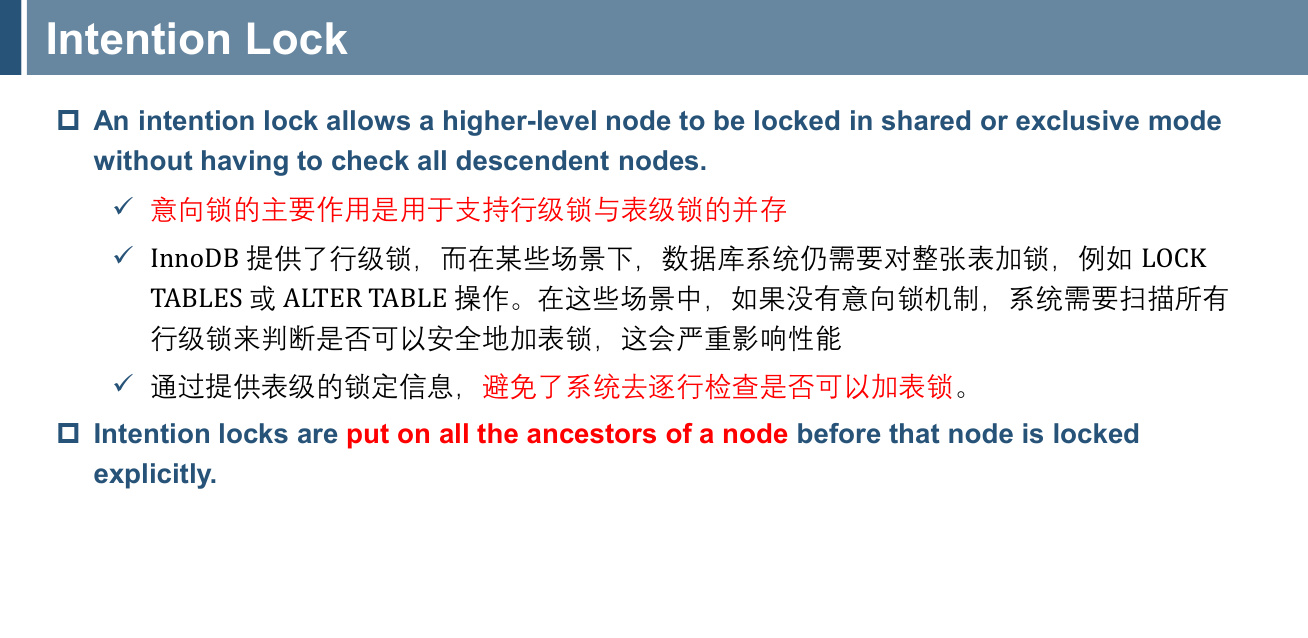 Intention Lock
An intention lock allows a higher-level node to be locked in shared or exclusive mode
without having to check all descendent nodes.
意向锁的主要作用是用于支持行级锁与表级锁的并存
InnoDB 提供了行级锁，而在某些场景下，数据库系统仍需要对整张表加锁，例如 LOCK
TABLES 或 ALTER TABLE 操作。在这些场景中，如果没有意向锁机制，系统需要扫描所有
行级锁来判断是否可以安全地加表锁，这会严重影响性能
通过提供表级的锁定信息，避免了系统去逐行检查是否可以加表锁。
Intention locks are put on all the ancestors of a node before that node is locked
explicitly.